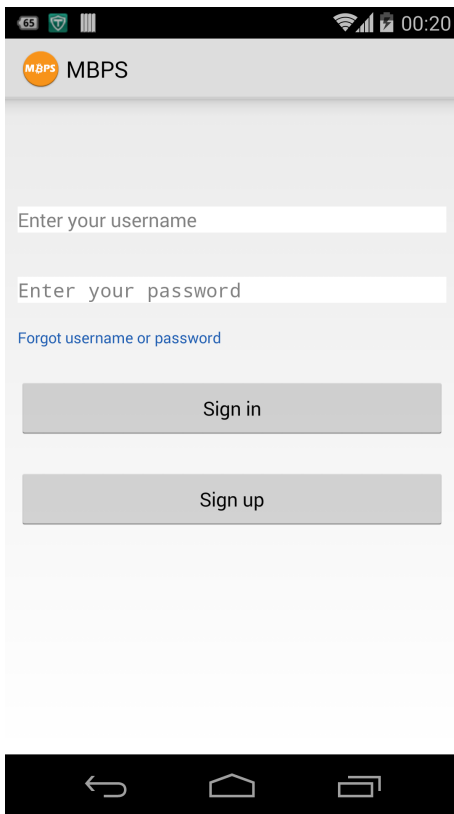 65
00:20
MBPS
MBPS
Enter your username
Enter your password
Forgot username or password
Sign in
Sign up